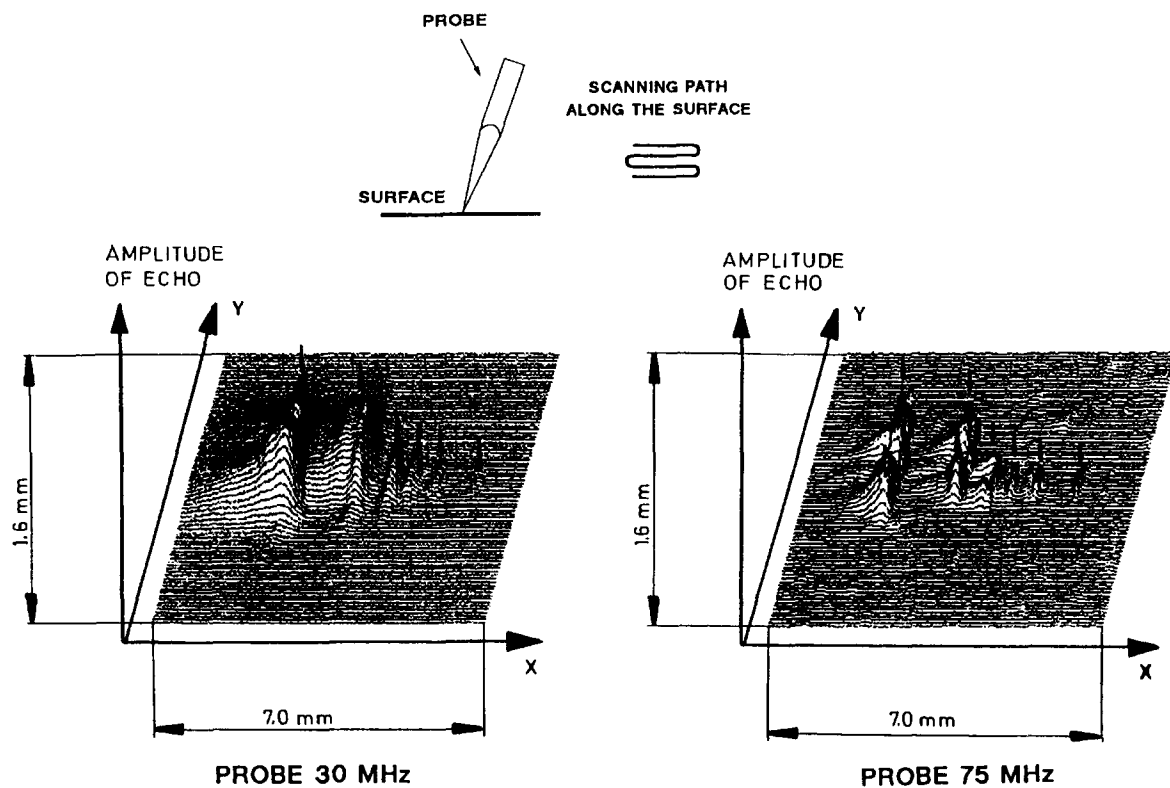 PROBE
SCANNING PATH
ALONG THE SURFACE
SURFACE
AMPLITUDE
OF ECHO
Y
1.6 mm
X
7.0 mm
PROBE 30 MHz
AMPLITUDE
OF ECHO
Y
1.6 mm
X
7.0 mm
PROBE 75 MHz